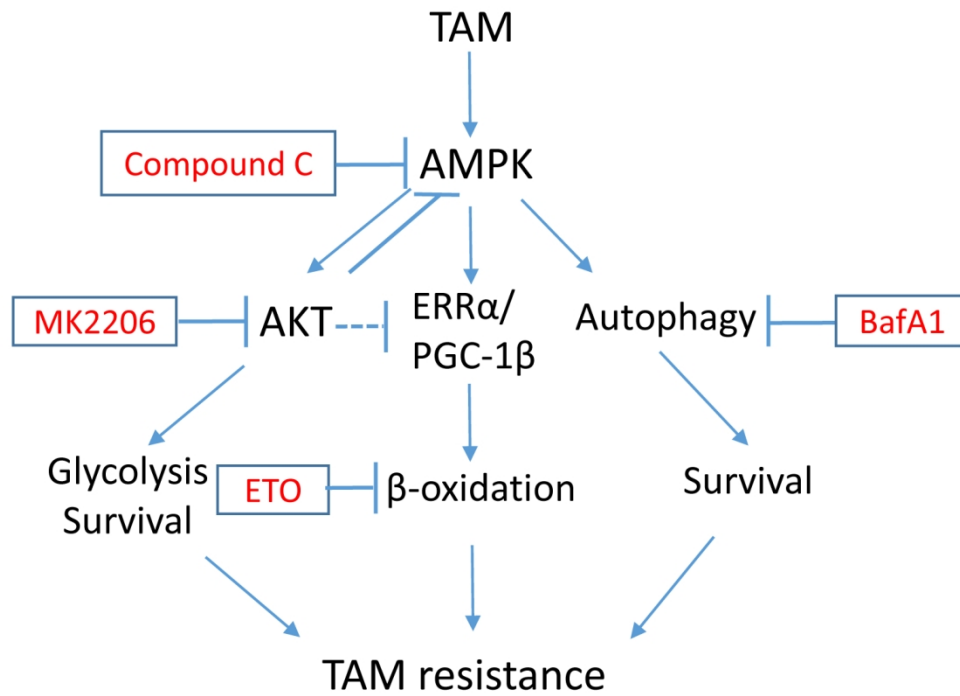 TAM
Compound C
AMPK
MK2206
AKT
ERRα/
PGC-1β
Autophagy
BafA1
Glycolysis
Survival
ETO
β-oxidation
Survival
TAM resistance